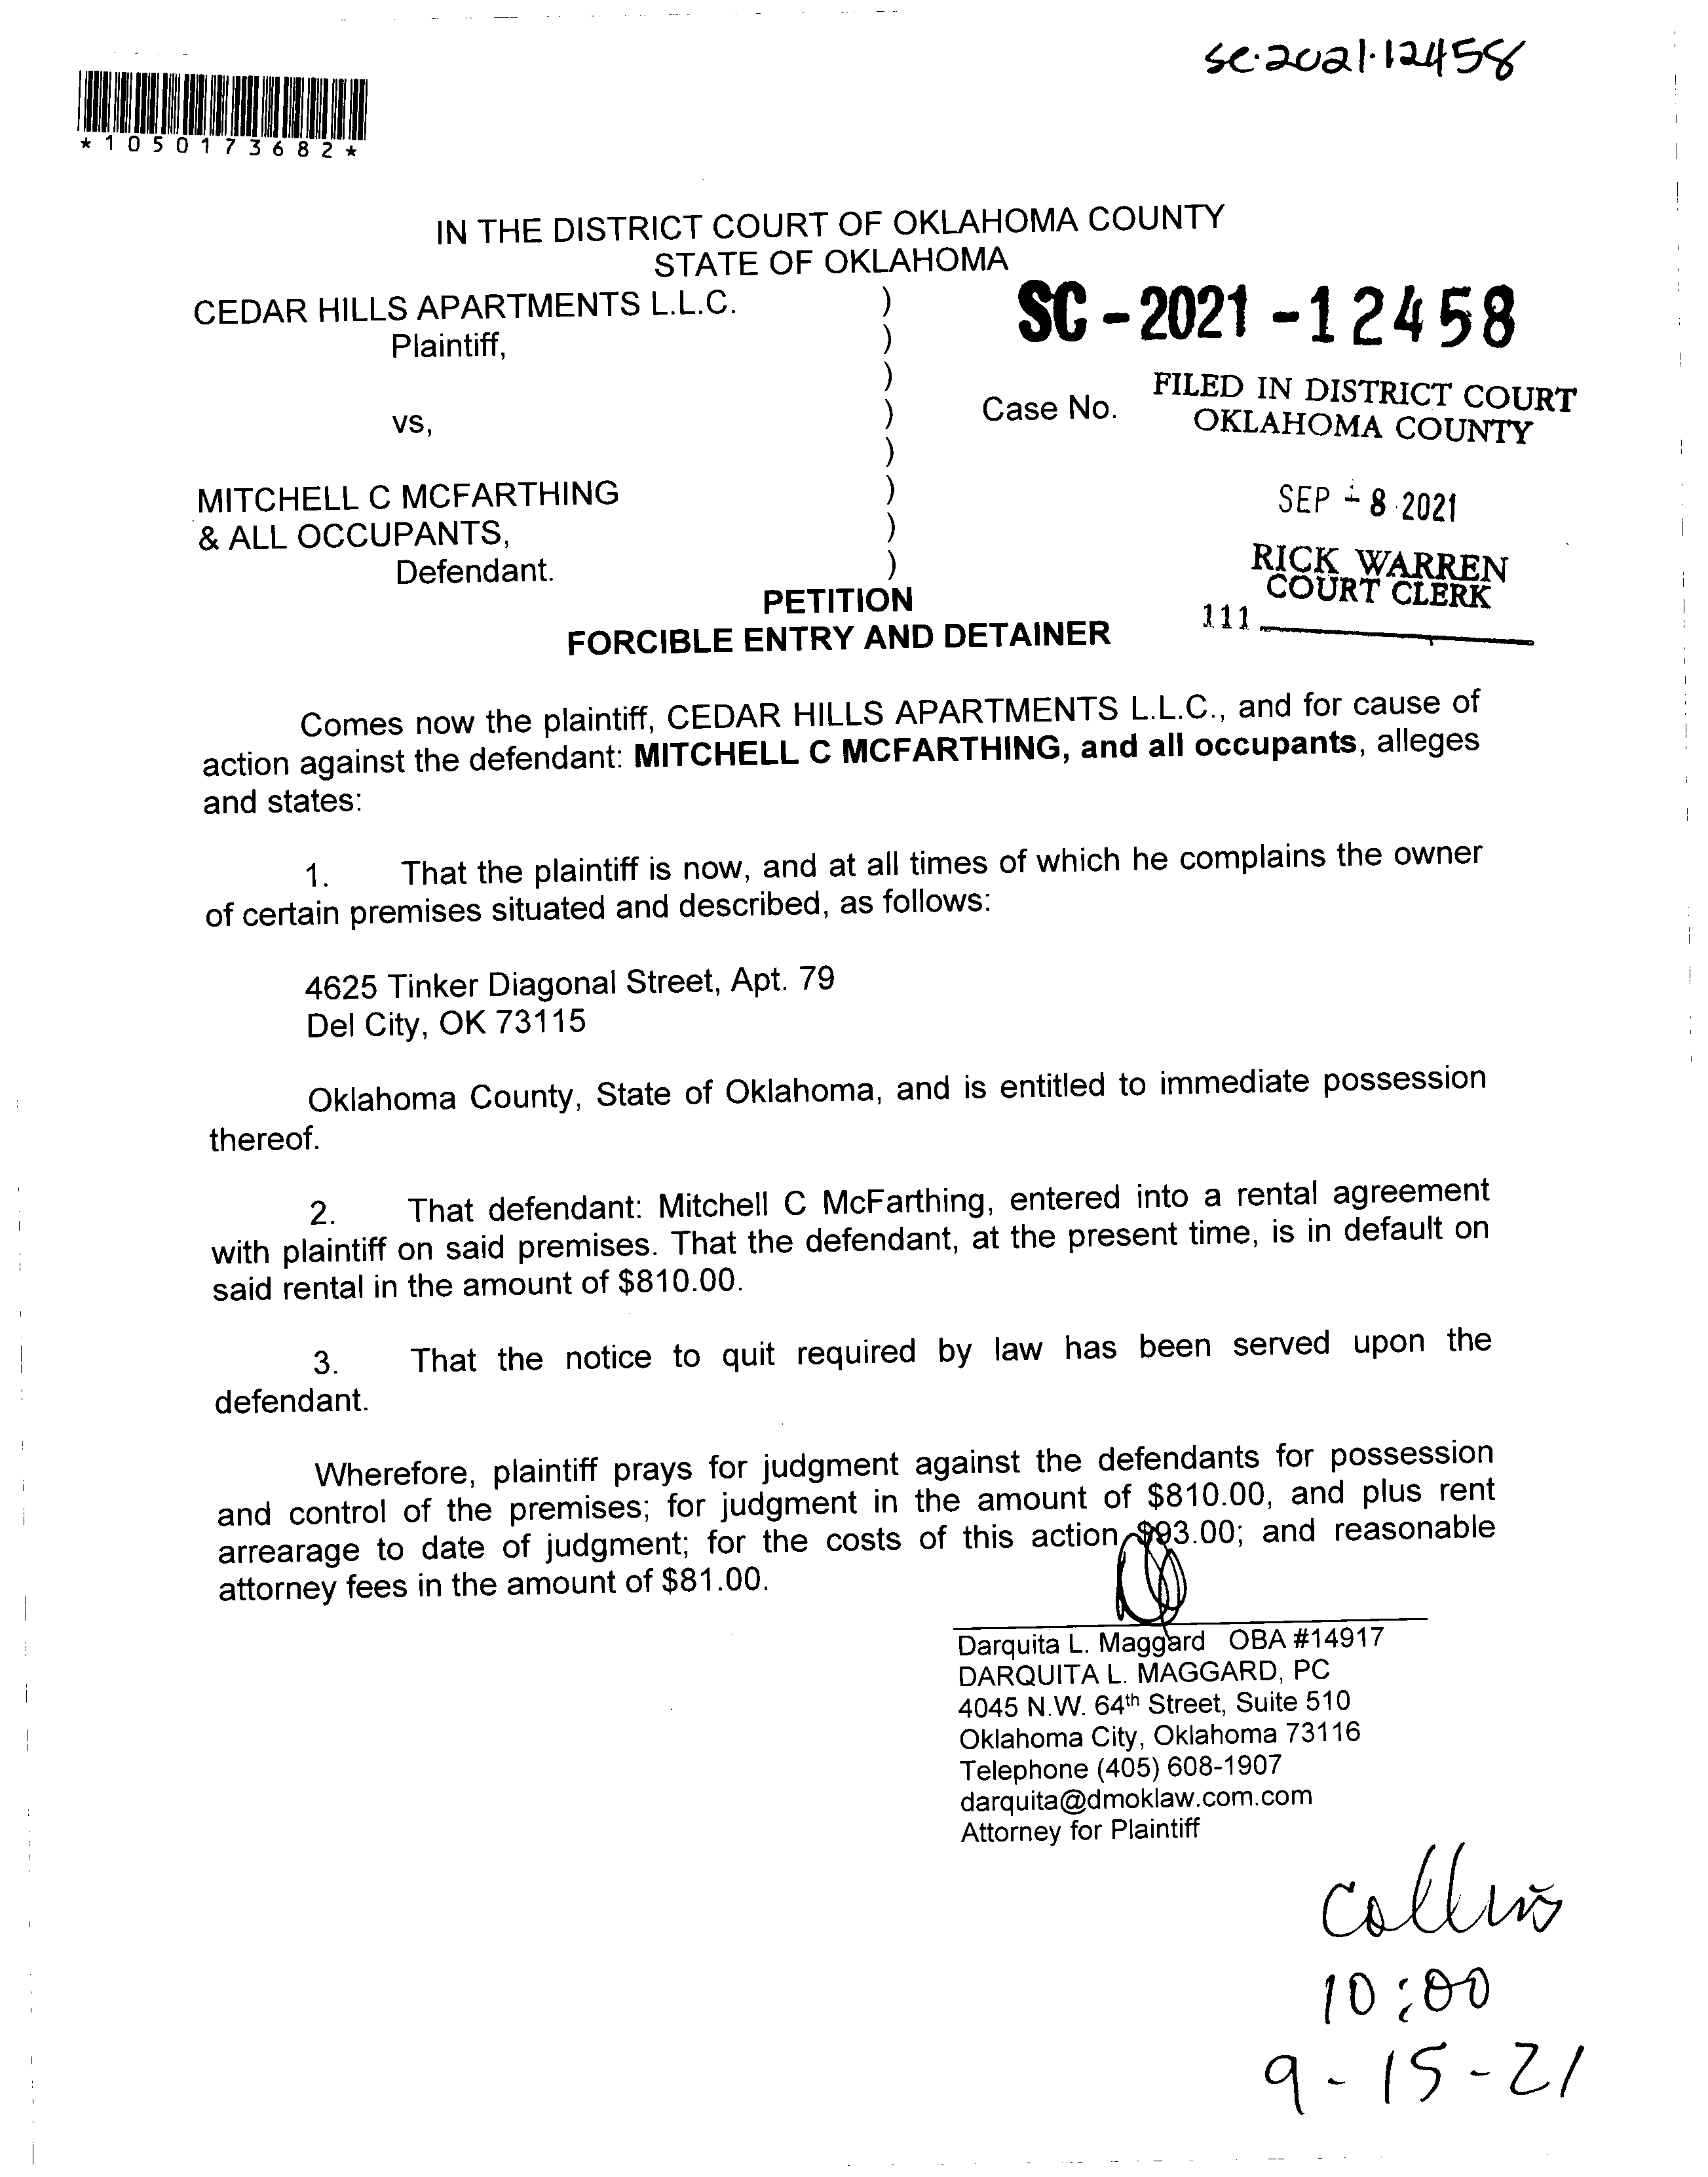 sc·2021·12458
*1050173682*
IN THE DISTRICT COURT OF OKLAHOMA COUNTY
STATE OF OKLAHOMA
CEDAR HILLS APARTMENTS L.L.C. )
Plaintiff, )
)
vs, )
)
MITCHELL C MCFARTHING )
& ALL OCCUPANTS, )
Defendant. )
SC-2021-12458
Case No.
FILED IN DISTRICT COURT
OKLAHOMA COUNTY
SEP - 8 2021
RICK WARREN
COURT CLERK
111
PETITION
FORCIBLE ENTRY AND DETAINER
Comes now the plaintiff, CEDAR HILLS APARTMENTS L.L.C., and for cause of
action against the defendant: MITCHELL C MCFARTHING, and all occupants, alleges
and states:
1. That the plaintiff is now, and at all times of which he complains the owner
of certain premises situated and described, as follows:
4625 Tinker Diagonal Street, Apt. 79
Del City, OK 73115
Oklahoma County, State of Oklahoma, and is entitled to immediate possession
thereof.
2. That defendant: Mitchell C McFarthing, entered into a rental agreement
with plaintiff on said premises. That the defendant, at the present time, is in default on
said rental in the amount of $810.00.
3. That the notice to quit required by law has been served upon the
defendant.
Wherefore, plaintiff prays for judgment against the defendants for possession
and control of the premises; for judgment in the amount of $810.00, and plus rent
arrearage to date of judgment; for the costs of this action $93.00; and reasonable
attorney fees in the amount of $81.00.
Darquita L. Maggard OBA #14917
DARQUITA L. MAGGARD, PC
4045 N.W. 64th Street, Suite 510
Oklahoma City, Oklahoma 73116
Telephone (405) 608-1907
darquita@dmoklaw.com.com
Attorney for Plaintiff
Collins
10:00
9-15-21